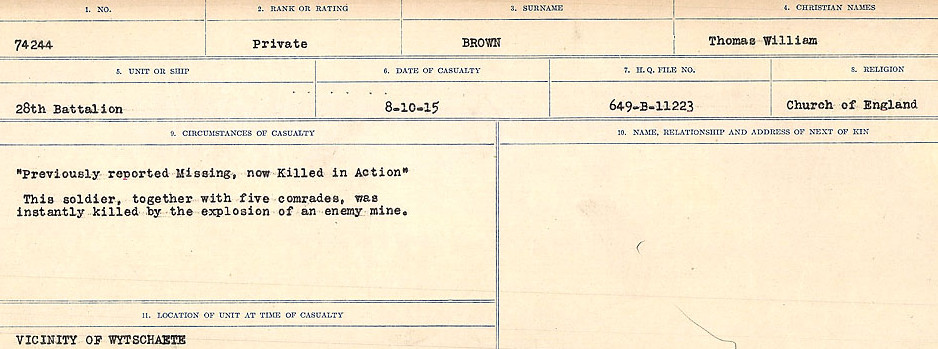 1. NO. 2. RANK OR RATING 3. SURNAME 4. CHRISTIAN NAMES
74244 Private BROWN Thomas William
5. UNIT OR SHIP 6. DATE OF CASUALTY 7. H.Q. FILE NO. 8. RELIGION
28th Battalion 8-10-15 649-B-11223 Church of England
9. CIRCUMSTANCES OF CASUALTY 10. NAME, RELATIONSHIP AND ADDRESS OF NEXT OF KIN
"Previously reported Missing, now Killed in Action"
This soldier, together with five comrades, was
instantly killed by the explosion of an enemy mine.
11. LOCATION OF UNIT AT TIME OF CASUALTY
VICINITY OF WYTSCHAETE